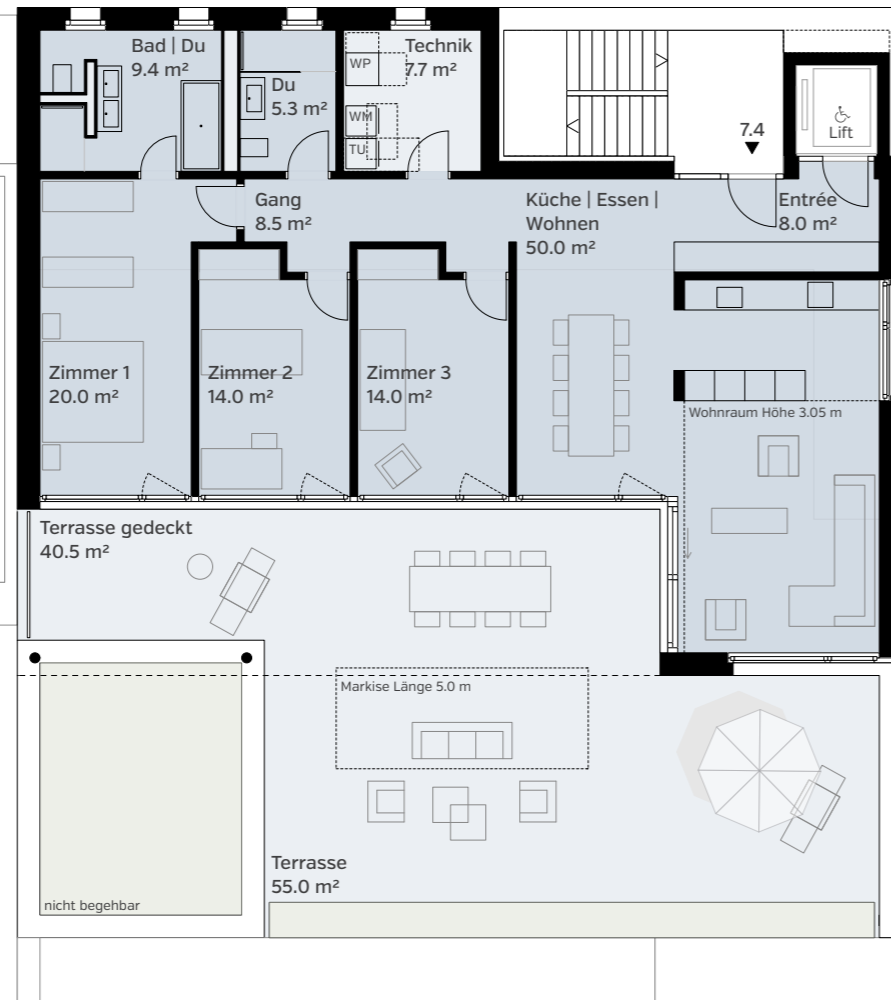 Bad | Du
9.4 m²
Du
5.3 m²
WP
Technik
7.7 m²
WM
TU
7.4
Lift
Gang
8.5 m²
Küche | Essen |
Wohnen
50.0 m²
Entrée
8.0 m²
Zimmer 1
20.0 m²
Zimmer 2
14.0 m²
Zimmer 3
14.0 m²
Wohnraum Höhe 3.05 m
Terrasse gedeckt
40.5 m²
Markise Länge 5.0 m
Terrasse
55.0 m²
nicht begehbar